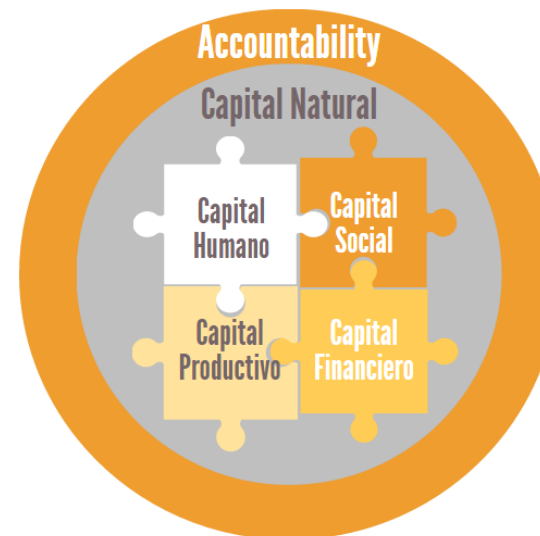 Accountability
Capital Natural
Capital
Humano
Capital
Social
Capital
Productivo
Capital
Financiero